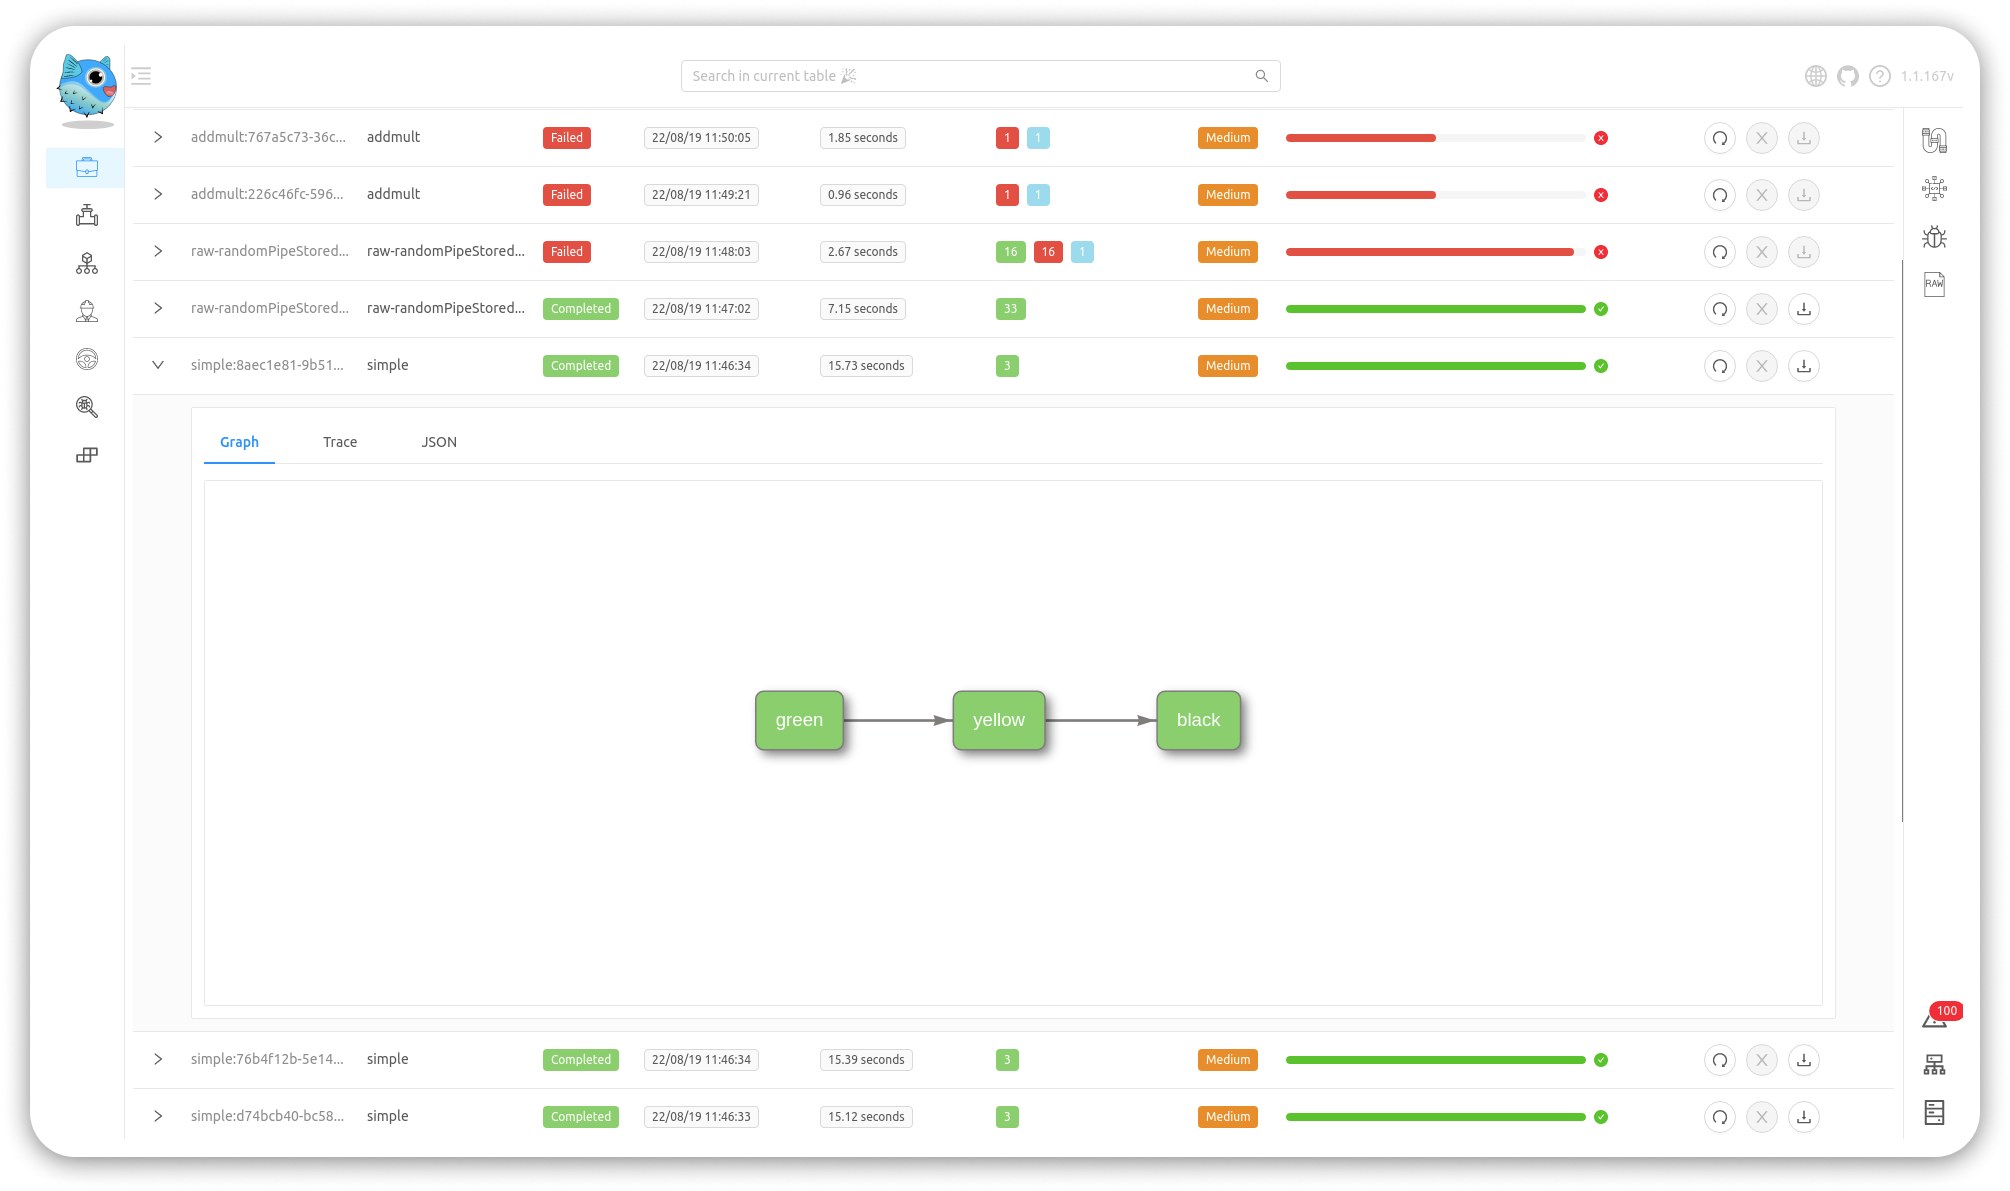 Search in current table
1.1.167v
addmult:767a5c73-36c... addmult Failed 22/08/19 11:50:05 1.85 seconds 1 1 Medium
addmult:226c46fc-596... addmult Failed 22/08/19 11:49:21 0.96 seconds 1 1 Medium
raw-randomPipeStored... raw-randomPipeStored... Failed 22/08/19 11:48:03 2.67 seconds 16 16 1 Medium
raw-randomPipeStored... raw-randomPipeStored... Completed 22/08/19 11:47:02 7.15 seconds 33 Medium
RAW
simple:8aec1e81-9b51... simple Completed 22/08/19 11:46:34 15.73 seconds 3 Medium
Graph Trace JSON
green yellow black
100
simple:76b4f12b-5e14... simple Completed 22/08/19 11:46:34 15.39 seconds 3 Medium
simple:d74bcb40-bc58... simple Completed 22/08/19 11:46:33 15.12 seconds 3 Medium